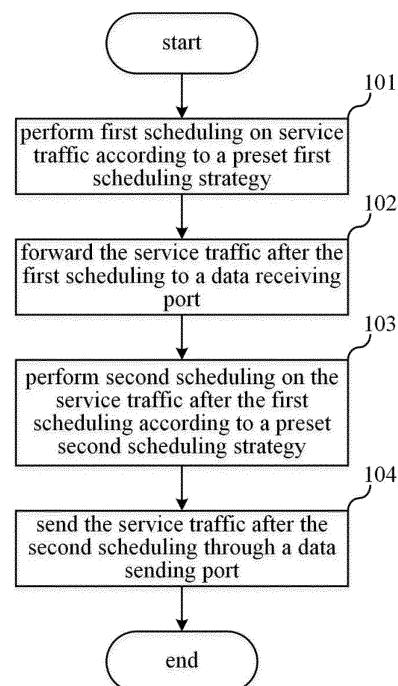 start
101
perform first scheduling on service
traffic according to a preset first
scheduling strategy
102
forward the service traffic after the
first scheduling to a data receiving
port
103
perform second scheduling on the
service traffic after the first
scheduling according to a preset
second scheduling strategy
104
send the service traffic after the
second scheduling through a data
sending port
end